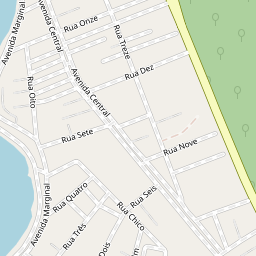 Avenida Marginal
Avenida Central
Rua Onze
Rua Treze
Rua Dez
Rua Oito
Avenida Central
Rua Sete
Rua Nove
Rua Quatro
Rua Seis
Avenida Marginal
Rua Três
Rua Chico
Dois